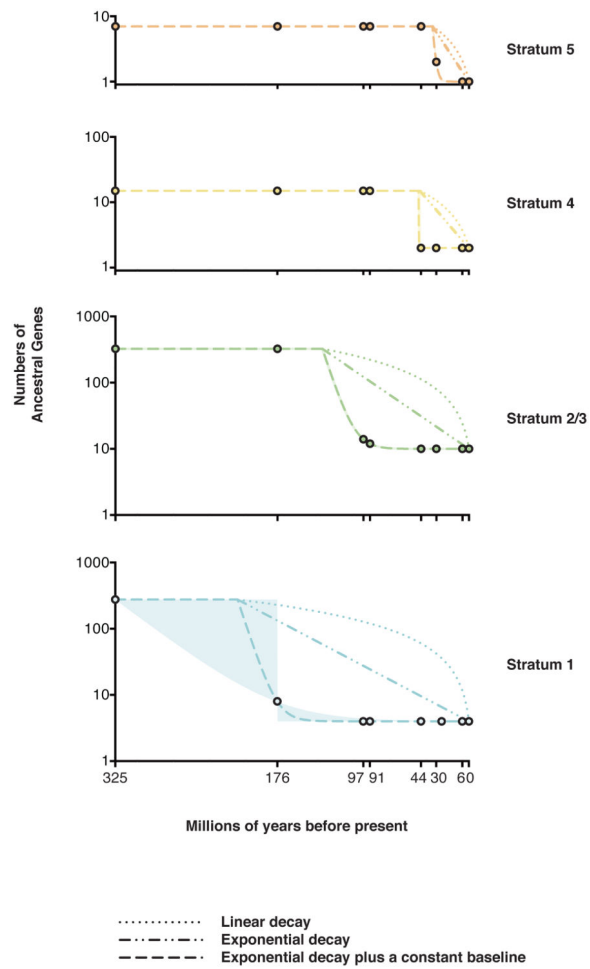 10
1
Stratum 5
100
10
1
Stratum 4
Numbers of
Ancestral Genes
1000
100
10
1
Stratum 2/3
1000
100
10
1
Stratum 1
325 176 97 91 44 30 6 0
Millions of years before present
Linear decay
Exponential decay
Exponential decay plus a constant baseline